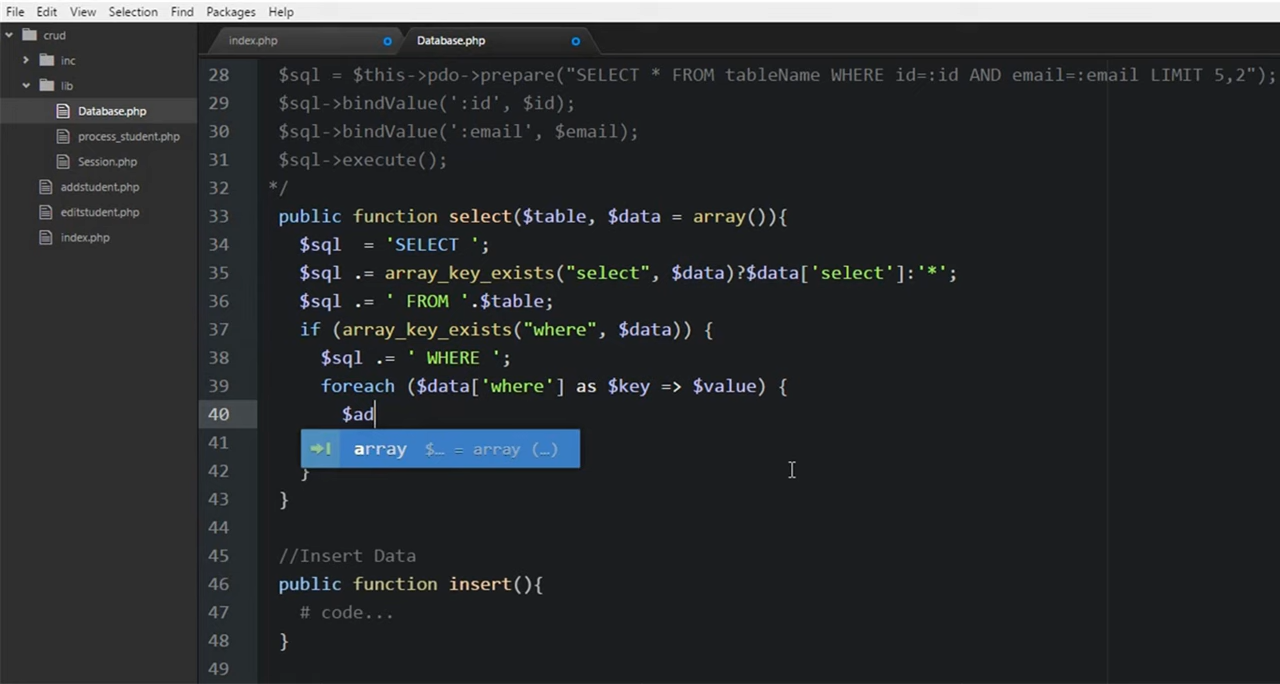 File Edit View Selection Find Packages Help
crud
inc
lib
Database.php
process_student.php
Session.php
addstudent.php
editstudent.php
index.php
index.php Database.php
28 $sql = $this->pdo->prepare("SELECT * FROM tableName WHERE id=:id AND email=:email LIMIT 5,2");
29 $sql->bindValue(':id', $id);
30 $sql->bindValue(':email', $email);
31 $sql->execute();
32 */
33 public function select($table, $data = array()){
34 $sql = 'SELECT ';
35 $sql .= array_key_exists("select", $data)?$data['select']:'*';
36 $sql .= ' FROM '.$table;
37 if (array_key_exists("where", $data)) {
38 $sql .= ' WHERE ';
39 foreach ($data['where'] as $key => $value) {
40 $ad
41 array $… = array (…)
42 }
43 }
44
45 //Insert Data
46 public function insert(){
47 # code...
48 }
49